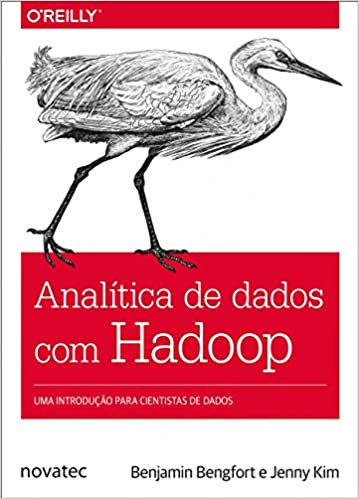 O'REILLY®
Analítica de dados
com Hadoop
UMA INTRODUÇÃO PARA CIENTISTAS DE DADOS
novatec
Benjamin Bengfort e Jenny Kim